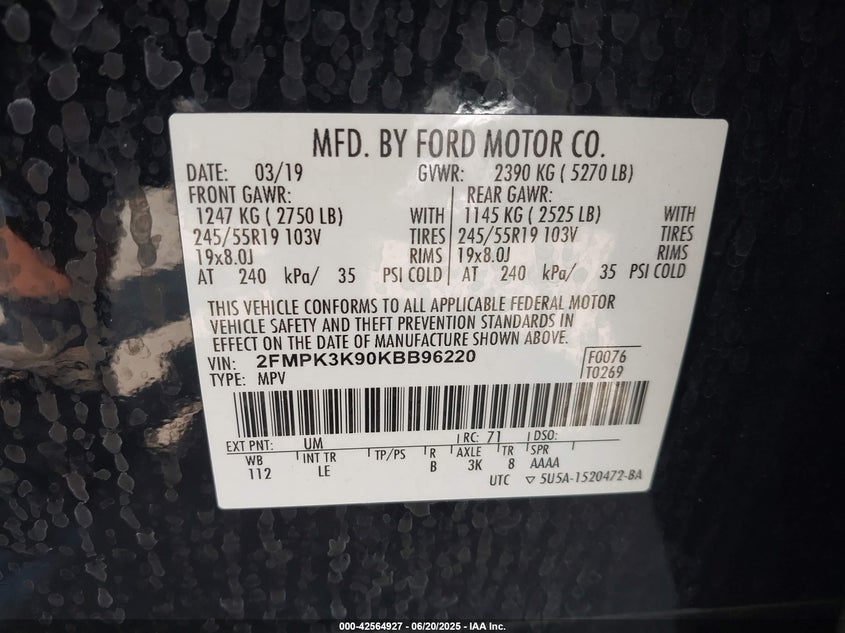 MFD. BY FORD MOTOR CO.
DATE: 03/19 GVWR: 2390 KG ( 5270 LB)
FRONT GAWR: REAR GAWR:
1247 KG ( 2750 LB) WITH 1145 KG ( 2525 LB) WITH
245/55R19 103V TIRES 245/55R19 103V TIRES
19x8.0J RIMS 19x8.0J RIMS
AT 240 kPa/ 35 PSI COLD AT 240 kPa/ 35 PSI COLD
THIS VEHICLE CONFORMS TO ALL APPLICABLE FEDERAL MOTOR
VEHICLE SAFETY AND THEFT PREVENTION STANDARDS IN
EFFECT ON THE DATE OF MANUFACTURE SHOWN ABOVE.
VIN: 2FMPK3K90KBB96220 F0076
TYPE: MPV T0269
EXT PNT: UM RC: 71 DSO:
WB INT TR TP/PS R AXLE TR SPR
112 LE B 3K 8 AAAA
UTC ▽ 5U5A-1520472-BA
000-42564927 - 06/20/2025 - IAA Inc.